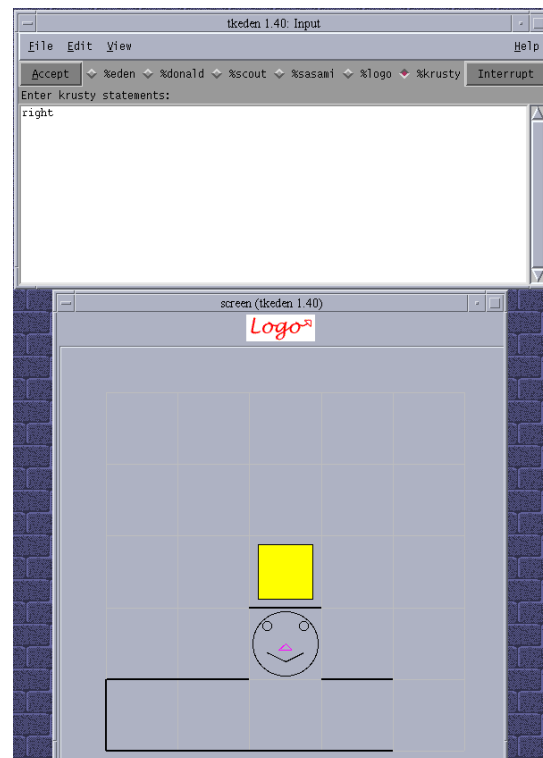 tkeden 1.40: Input
File Edit View Help
Accept %eden %donald %scout %sasami %logo %krusty Interrupt
Enter krusty statements:
right
screen (tkeden 1.40)
Logo